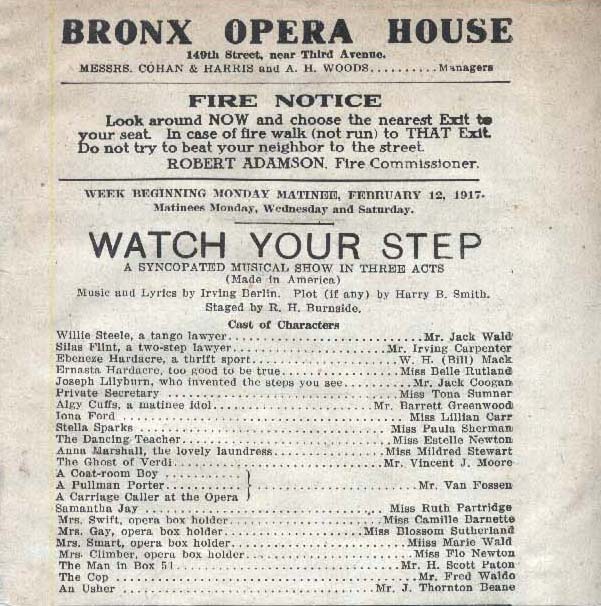 BRONX OPERA HOUSE
149th Street, near Third Avenue.
MESSRS. COHAN & HARRIS and A. H. WOODS..........Managers
FIRE NOTICE
Look around NOW and choose the nearest Exit to
your seat. In case of fire walk (not run) to THAT Exit.
Do not try to beat your neighbor to the street.
ROBERT ADAMSON, Fire Commissioner.
WEEK BEGINNING MONDAY MATINEE, FEBRUARY 12, 1917.
Matinees Monday, Wednesday and Saturday.
WATCH YOUR STEP
A SYNCOPATED MUSICAL SHOW IN THREE ACTS
(Made in America)
Music and Lyrics by Irving Berlin. Plot (if any) by Harry B. Smith.
Staged by R. H. Burnside.
Cast of Characters
Willie Steele, a tango lawyer..........Mr. Jack Wald
Silas Flint, a two-step lawyer..........Mr. Irving Carpenter
Ebeneze Hardacre, a thrift sport..........W. H. (Bill) Mack
Ernasta Hardacre, too good to be true..........Miss Belle Rutland
Joseph Lilyburn, who invented the steps you see..........Mr. Jack Coogan
Private Secretary..........Miss Tona Sumner
Algy Cuffs, a matinee idol..........Mr. Barrett Greenwood
Iona Ford..........Miss Lillian Carr
Stella Sparks..........Miss Paula Sherman
The Dancing Teacher..........Miss Estelle Newton
Anna Marshall, the lovely laundress..........Miss Mildred Stewart
The Ghost of Verdi..........Mr. Vincent J. Moore
A Coat-room Boy..........
A Pullman Porter..........Mr. Van Fossen
A Carriage Caller at the Opera
Samantha Jay..........Miss Ruth Partridge
Mrs. Swift, opera box holder..........Miss Camille Barnette
Mrs. Gay, opera box holder..........Miss Blossom Sutherland
Mrs. Smart, opera box holder..........Miiss Marie Wald
Mrs. Climber, opera box holder..........Miss Flo Newton
The Man in Box 51..........Mr. H. Scott Paton
The Cop..........Mr. Fred Waldo
An Usher..........Mr. J. Thornton Beane